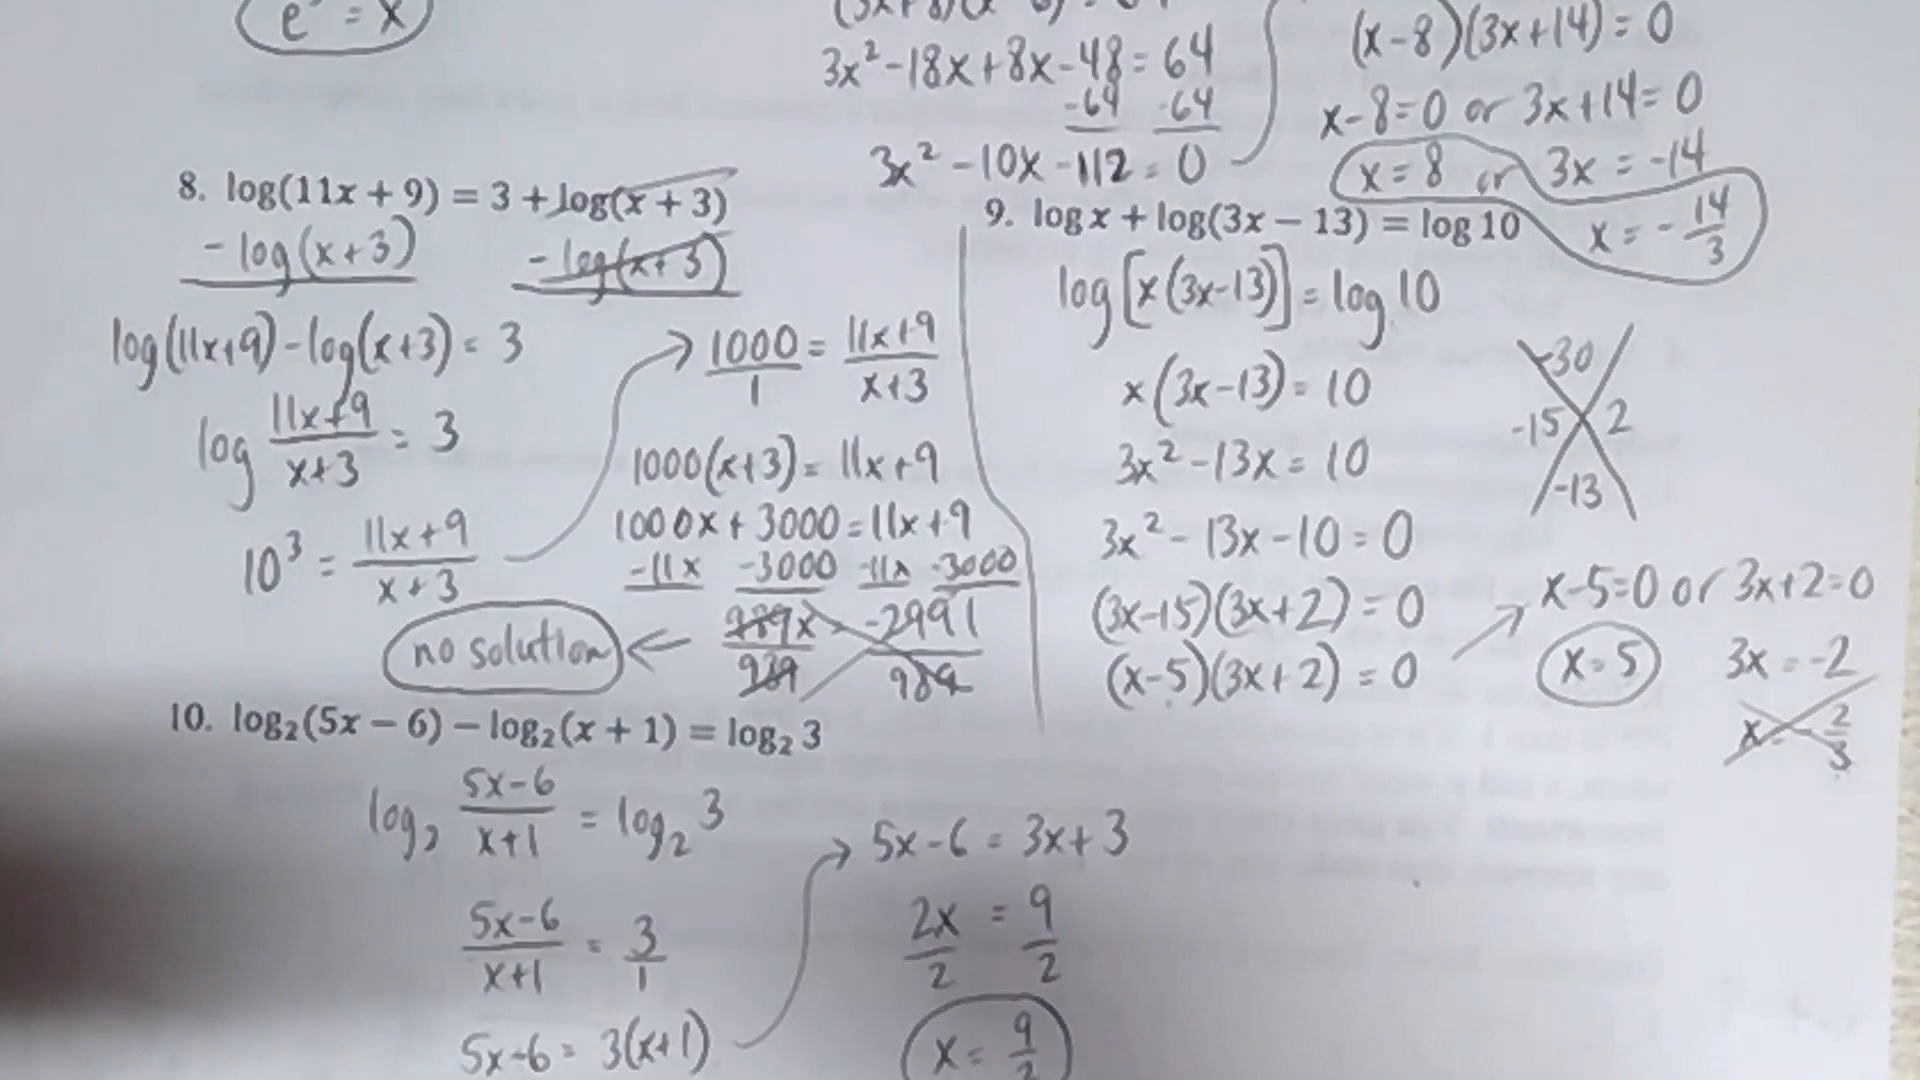 e = x
3x² - 18x + 8x - 48 = 64
-64 -64
3x² - 10x - 112 = 0
(x-8)(3x+14) = 0
x-8=0 or 3x+14=0
x = 8 or 3x = -14
x = -14/3
8. log(11x + 9) = 3 + log(x + 3)
- log(x+3) - log(x+3)
log(11x+9) - log(x+3) = 3
log (11x+9)/(x+3) = 3
10³ = (11x+9)/(x+3)
1000/1 = (11x+9)/(x+3)
1000(x+3) = 11x+9
1000x + 3000 = 11x+9
-11x -3000 -11x -3000
989x = -2991
989 989
no solution
9. log x + log(3x − 13) = log 10
log[x(3x-13)] = log 10
x(3x-13) = 10
3x² - 13x = 10
3x² - 13x - 10 = 0
(3x-15)(3x+2) = 0
(x-5)(3x+2) = 0
-30
-15 2
-13
x-5=0 or 3x+2=0
x = 5 3x = -2
x = -2/3
10. log₂(5x − 6) − log₂(x + 1) = log₂ 3
log₂ (5x-6)/(x+1) = log₂ 3
(5x-6)/(x+1) = 3/1
5x-6 = 3(x+1)
5x-6 = 3x+3
2x/2 = 9/2
x = 9/2